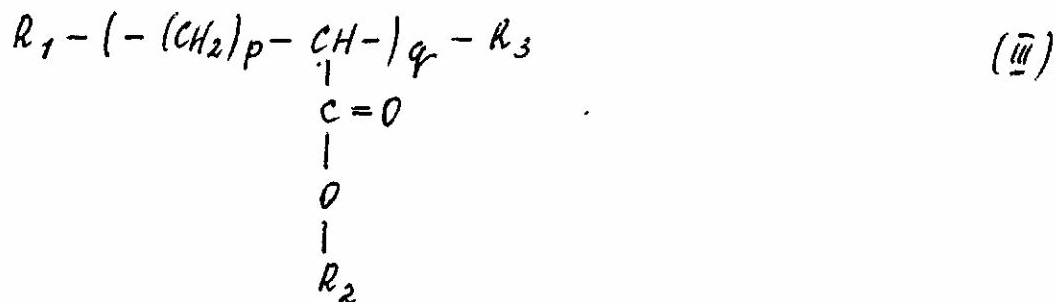 R₁ – ( – (CH₂)p – CH – )q – R₃ (III)
C = O
O
R₂